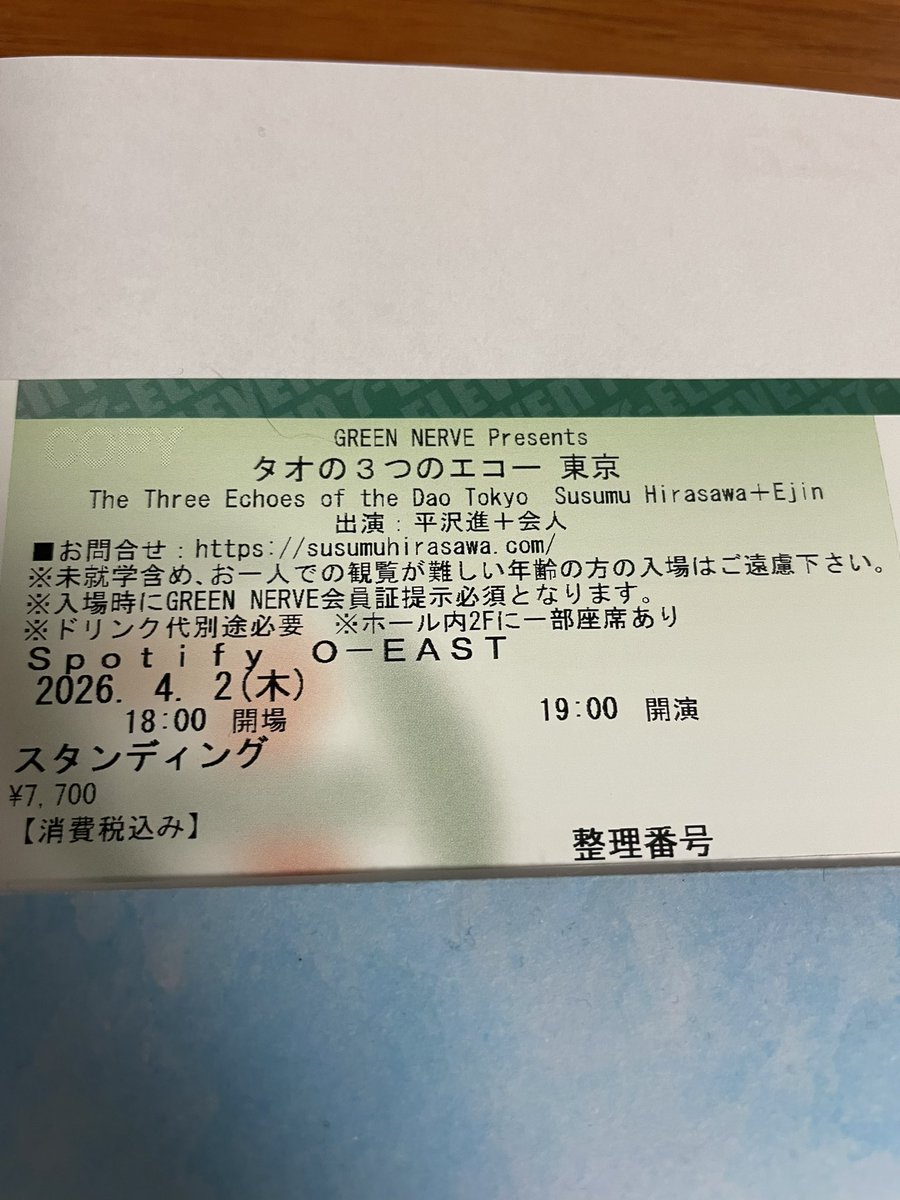 7-ELEVEN 7-ELEVEN 7-ELEVEN
COPY
GREEN NERVE Presents
タオの3つのエコー 東京
The Three Echoes of the Dao Tokyo Susumu Hirasawa+Ejin
出演:平沢進+会人
■お問合せ:https://susumuhirasawa.com/
※未就学含め、お一人での観覧が難しい年齢の方の入場はご遠慮下さい。
※入場時にGREEN NERVE会員証提示必須となります。
※ドリンク代別途必要 ※ホール内2Fに一部座席あり
Spotify O-EAST
2026. 4. 2(木)
18:00 開場 19:00 開演
スタンディング
¥7,700
【消費税込み】
整理番号